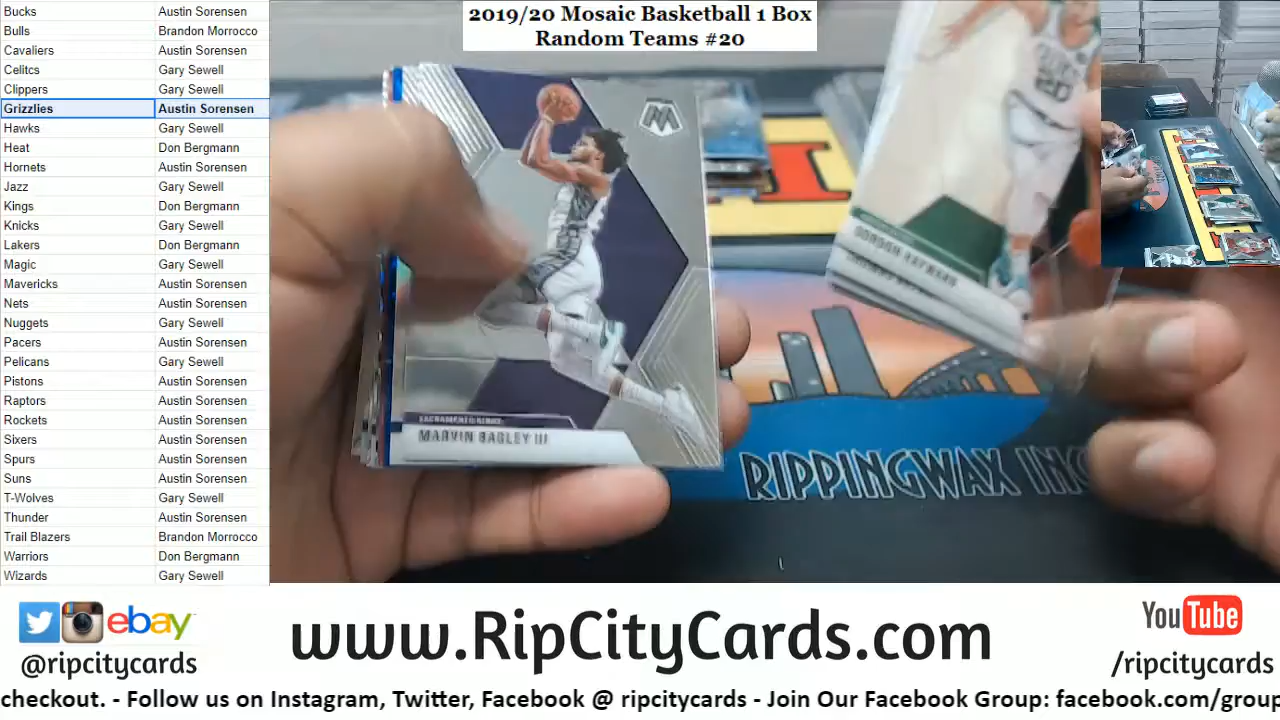 Bucks Austin Sorensen
Bulls Brandon Morrocco
Cavaliers Austin Sorensen
Celitcs Gary Sewell
Clippers Gary Sewell
Grizzlies Austin Sorensen
Hawks Gary Sewell
Heat Don Bergmann
Hornets Austin Sorensen
Jazz Gary Sewell
Kings Don Bergmann
Knicks Gary Sewell
Lakers Don Bergmann
Magic Gary Sewell
Mavericks Austin Sorensen
Nets Austin Sorensen
Nuggets Gary Sewell
Pacers Austin Sorensen
Pelicans Gary Sewell
Pistons Austin Sorensen
Raptors Austin Sorensen
Rockets Austin Sorensen
Sixers Austin Sorensen
Spurs Austin Sorensen
Suns Austin Sorensen
T-Wolves Gary Sewell
Thunder Austin Sorensen
Trail Blazers Brandon Morrocco
Warriors Don Bergmann
Wizards Gary Sewell
2019/20 Mosaic Basketball 1 Box
Random Teams #20
SACRAMENTO KINGS
MARVIN BAGLEY III
GORDON HAYWARD
RIPPINGWAX INC
ebay
@ripcitycards
www.RipCityCards.com
YouTube
/ripcitycards
checkout. - Follow us on Instagram, Twitter, Facebook @ ripcitycards - Join Our Facebook Group: facebook.com/group